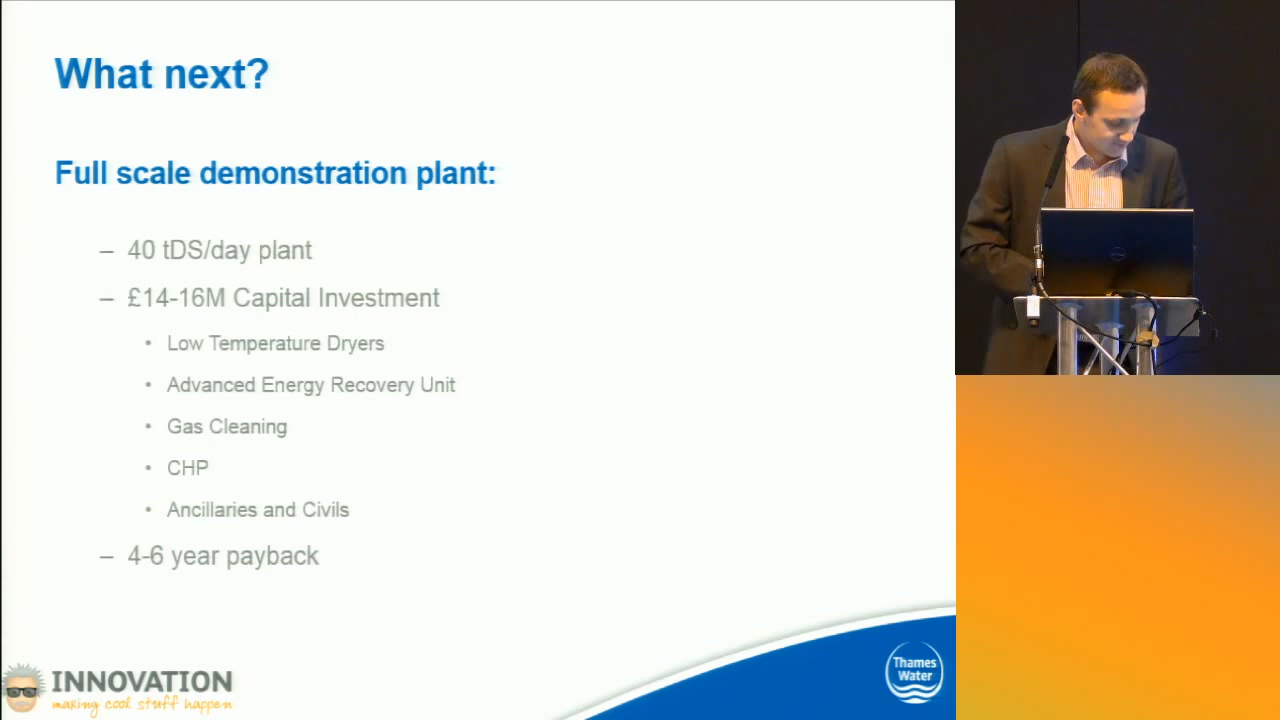 What next?
Full scale demonstration plant:
– 40 tDS/day plant
– £14-16M Capital Investment
• Low Temperature Dryers
• Advanced Energy Recovery Unit
• Gas Cleaning
• CHP
• Ancillaries and Civils
– 4-6 year payback
INNOVATION
making cool stuff happen
Thames
Water